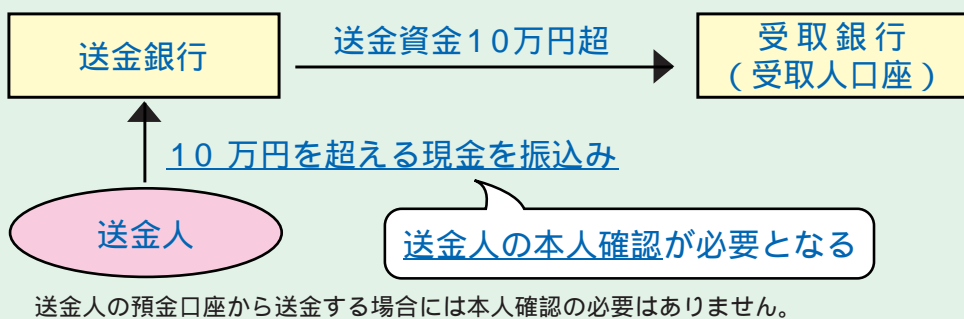 送金銀行
送金資金10万円超
受取銀行
(受取人口座)
10万円を超える現金を振込み
送金人
送金人の本人確認が必要となる
送金人の預金口座から送金する場合には本人確認の必要はありません。